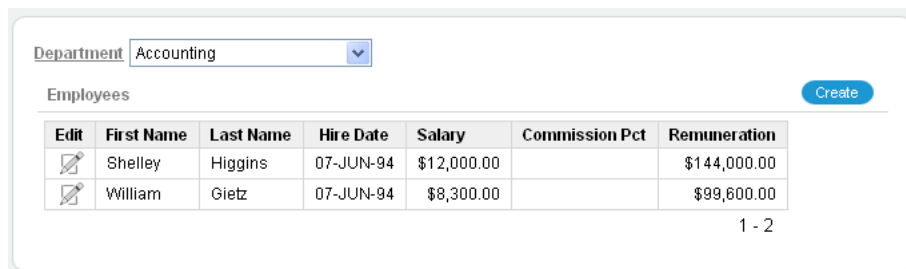 Department Accounting
Employees Create
Edit First Name Last Name Hire Date Salary Commission Pct Remuneration
Shelley Higgins 07-JUN-94 $12,000.00 $144,000.00
William Gietz 07-JUN-94 $8,300.00 $99,600.00
1 - 2